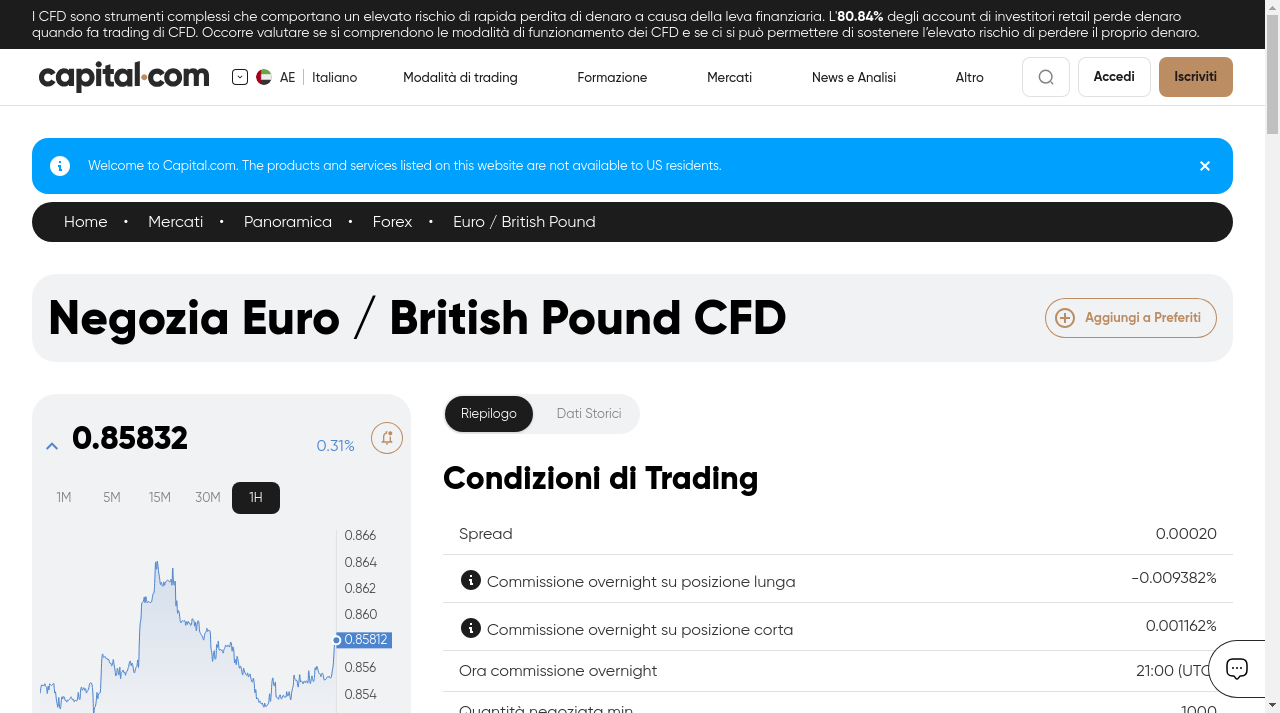 I CFD sono strumenti complessi che comportano un elevato rischio di rapida perdita di denaro a causa della leva finanziaria. L'80.84% degli account di investitori retail perde denaro
quando fa trading di CFD. Occorre valutare se si comprendono le modalità di funzionamento dei CFD e se ci si può permettere di sostenere l’elevato rischio di perdere il proprio denaro.
capital.com AE Italiano Modalità di trading Formazione Mercati News e Analisi Altro Accedi Iscriviti
Welcome to Capital.com. The products and services listed on this website are not available to US residents.
Home • Mercati • Panoramica • Forex • Euro / British Pound
Negozia Euro / British Pound CFD
Aggiungi a Preferiti
0.85832
0.31%
1M 5M 15M 30M 1H
0.866
0.864
0.862
0.860
0.85812
0.856
0.854
Riepilogo Dati Storici
Condizioni di Trading
Spread 0.00020
Commissione overnight su posizione lunga -0.009382%
Commissione overnight su posizione corta 0.001162%
Ora commissione overnight 21:00 (UTC
Quantità negoziata min 1000